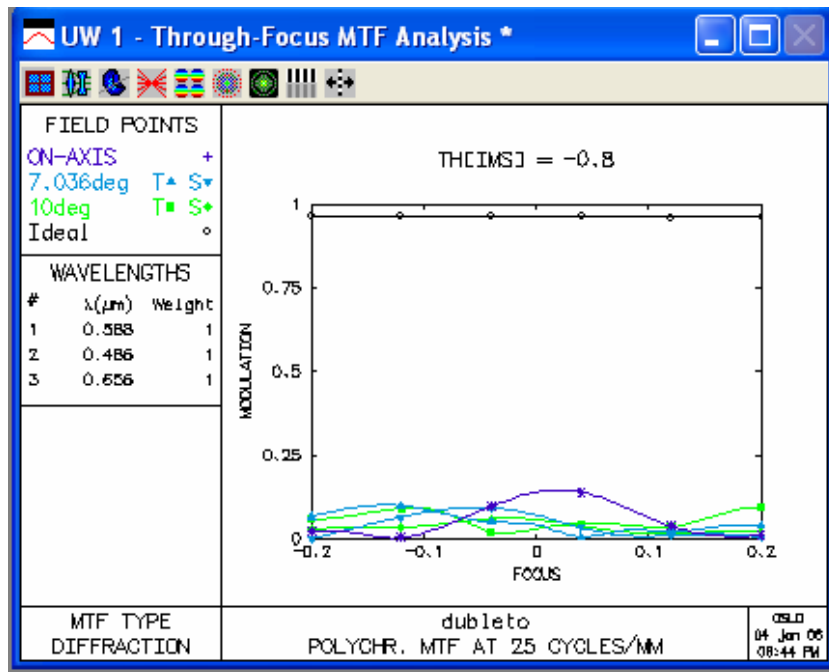 UW 1 - Through-Focus MTF Analysis *
FIELD POINTS
ON-AXIS +
7.036deg T▲ S▼
10deg T■ S◆
Ideal o
WAVELENGTHS
# λ(μm) Weight
1 0.588 1
2 0.486 1
3 0.656 1
TH[IMS] = -0.8
1
0.75
0.5
0.25
0
MODULATION
-0.2 -0.1 0 0.1 0.2
FOCUS
MTF TYPE
DIFFRACTION
dubleto
POLYCHR. MTF AT 25 CYCLES/MM
OSLO
04 Jan 06
08:44 PM